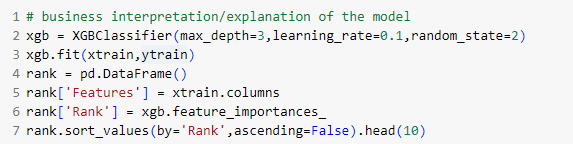 1 # business interpretation/explanation of the model
2 xgb = XGBClassifier(max_depth=3,learning_rate=0.1,random_state=2)
3 xgb.fit(xtrain,ytrain)
4 rank = pd.DataFrame()
5 rank['Features'] = xtrain.columns
6 rank['Rank'] = xgb.feature_importances_
7 rank.sort_values(by='Rank',ascending=False).head(10)